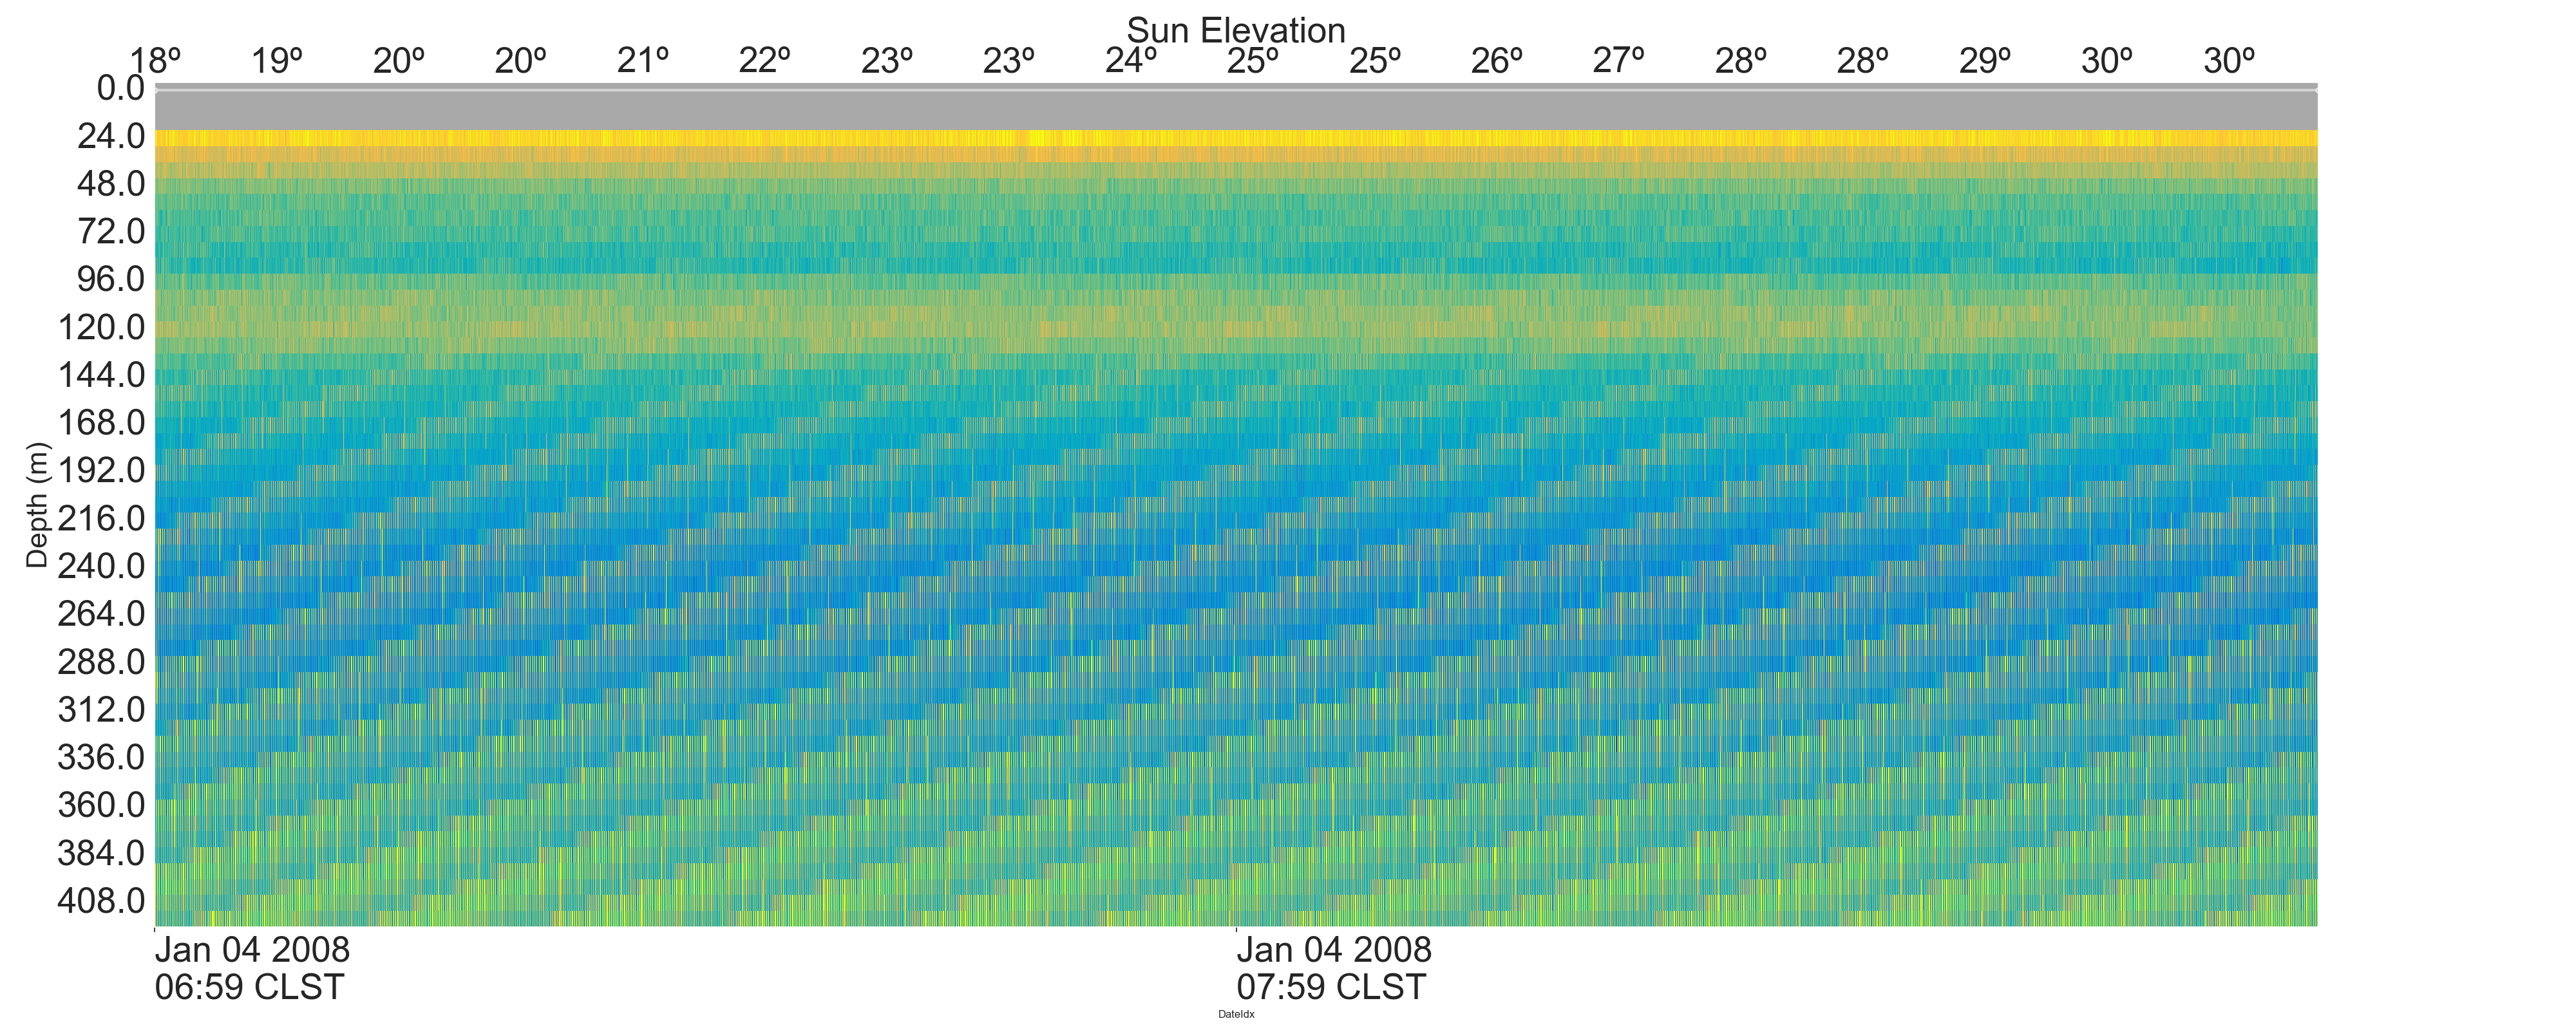 Sun Elevation
18º 19º 20º 20º 21º 22º 23º 23º 24º 25º 25º 26º 27º 28º 28º 29º 30º 30º
0.0
24.0
48.0
72.0
96.0
120.0
144.0
168.0
192.0
216.0
240.0
264.0
288.0
312.0
336.0
360.0
384.0
408.0
Depth (m)
Jan 04 2008
06:59 CLST
Jan 04 2008
07:59 CLST
DateIdx